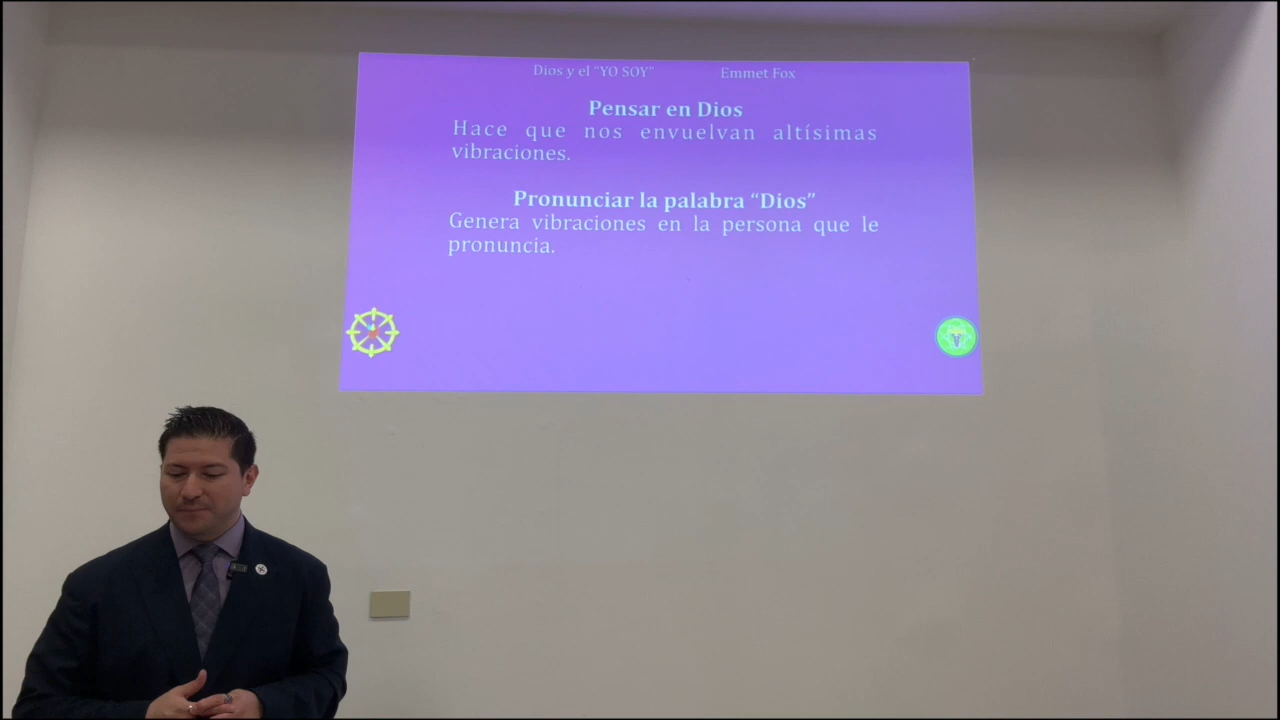 Dios y el “YO SOY” Emmet Fox
Pensar en Dios
Hace que nos envuelvan altísimas
vibraciones.
Pronunciar la palabra “Dios”
Genera vibraciones en la persona que le
pronuncia.